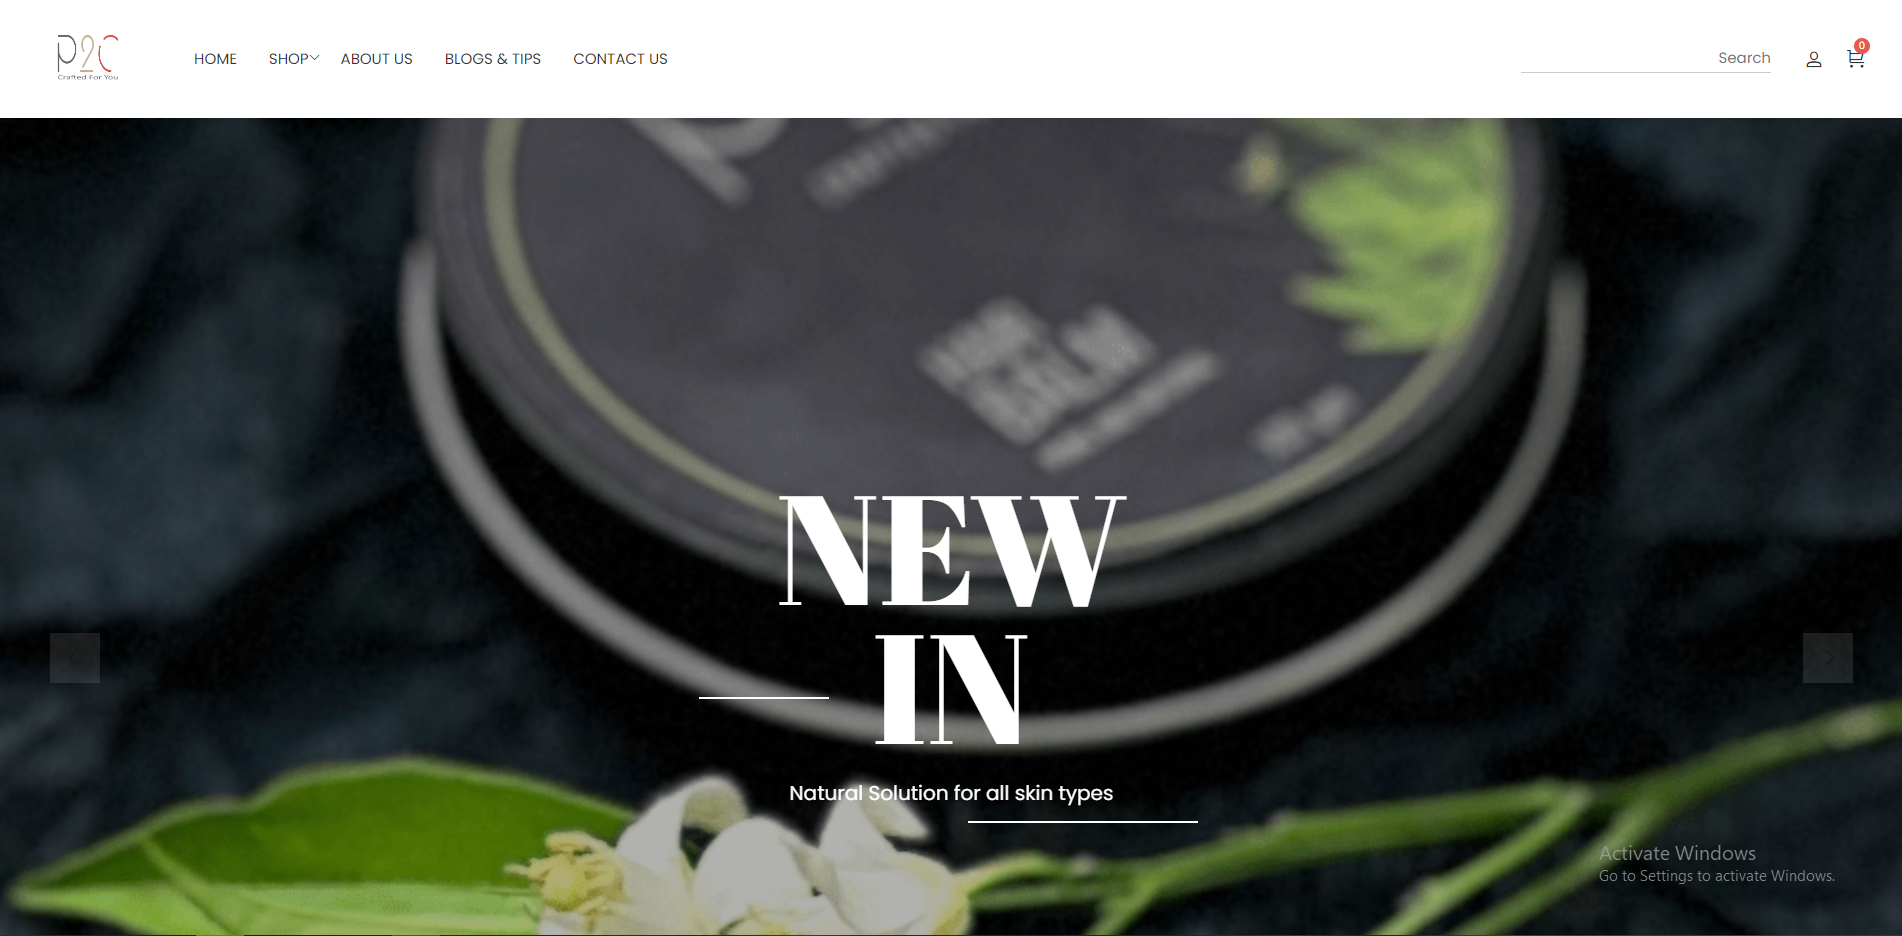 P2C
Crafted For You
HOME
SHOP
ABOUT US
BLOGS & TIPS
CONTACT US
Search
0
NEW
IN
Natural Solution for all skin types
Activate Windows
Go to Settings to activate Windows.